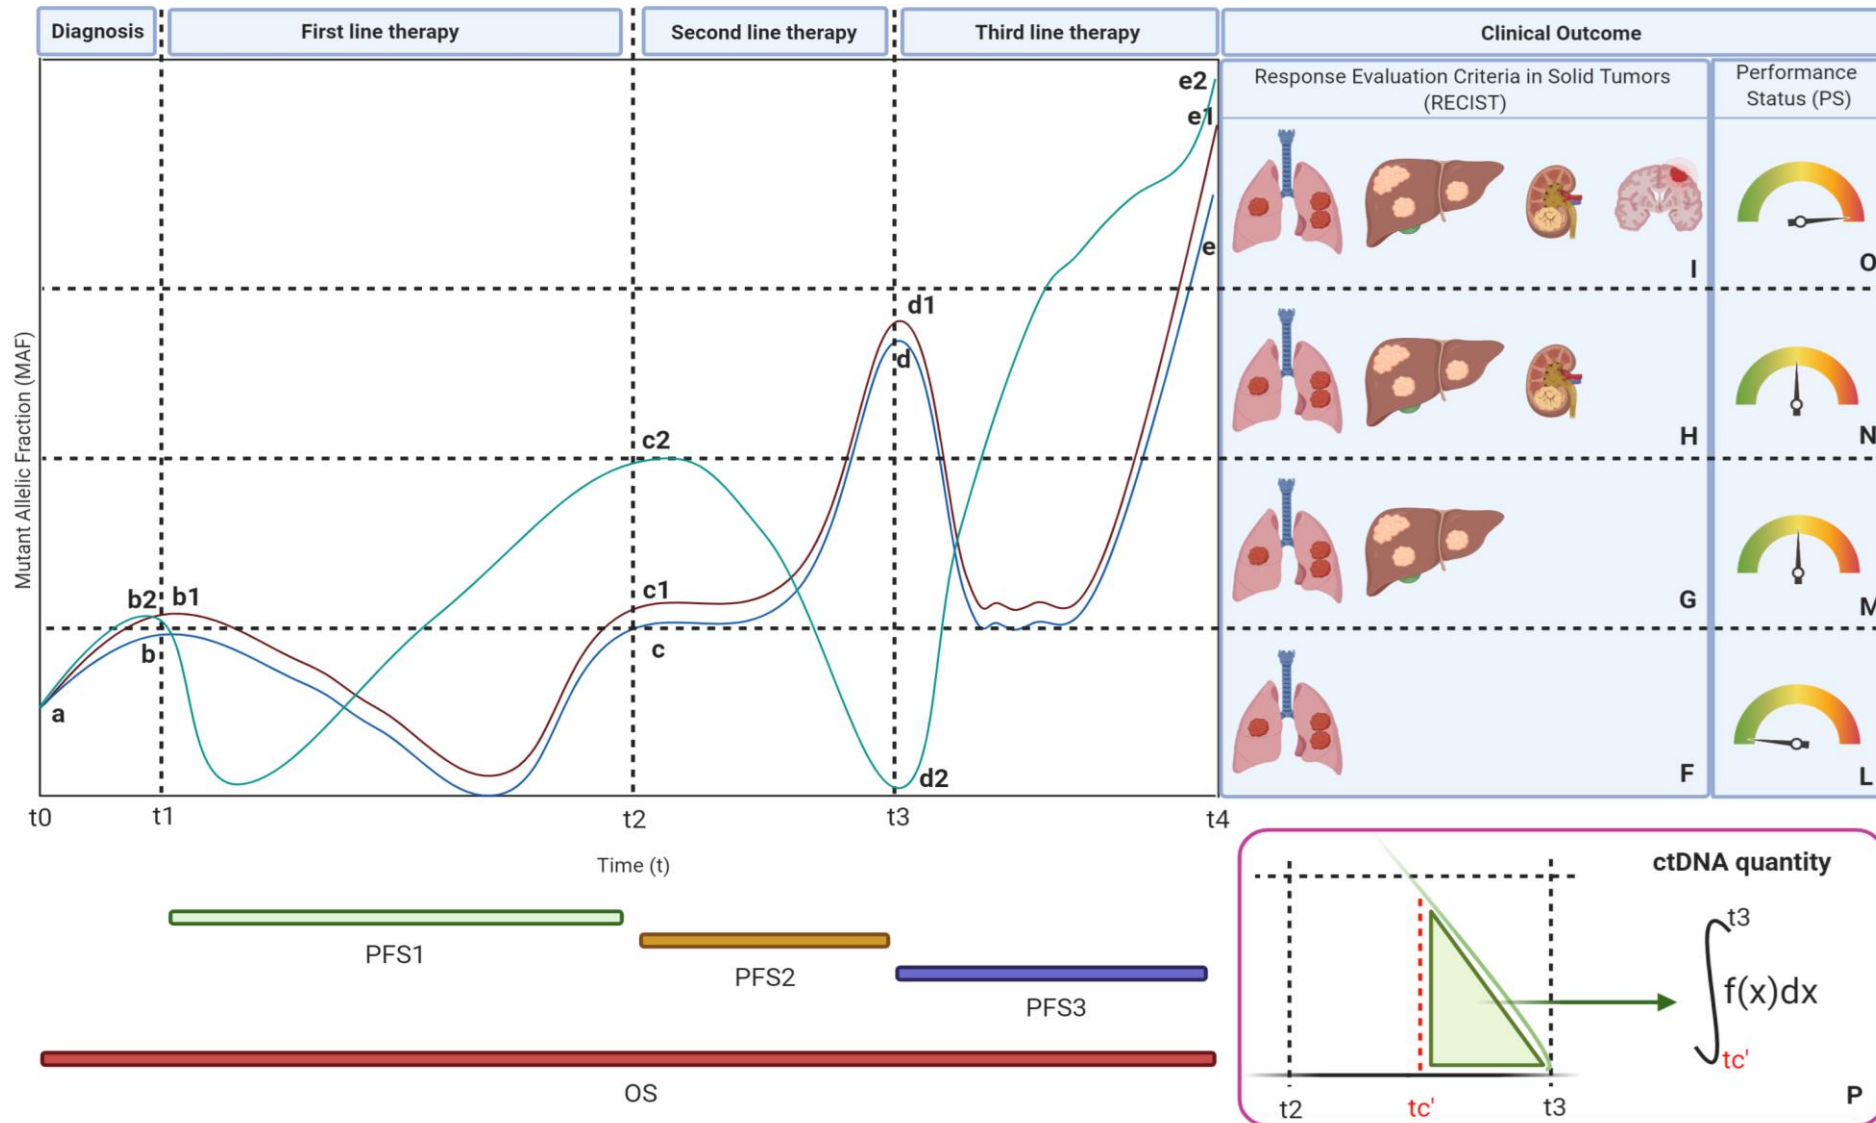 Diagnosis
First line therapy
Second line therapy
Third line therapy
Clinical Outcome
Response Evaluation Criteria in Solid Tumors
(RECIST)
Performance
Status (PS)
Mutant Allelic Fraction (MAF)
e2
e1
e
d1
d
c2
c1
c
b2
b1
b
a
d2
I
O
H
N
G
M
F
L
t0
t1
t2
t3
t4
Time (t)
PFS1
PFS2
PFS3
OS
ctDNA quantity
t3
f(x)dx
tc'
t2
tc'
t3
P